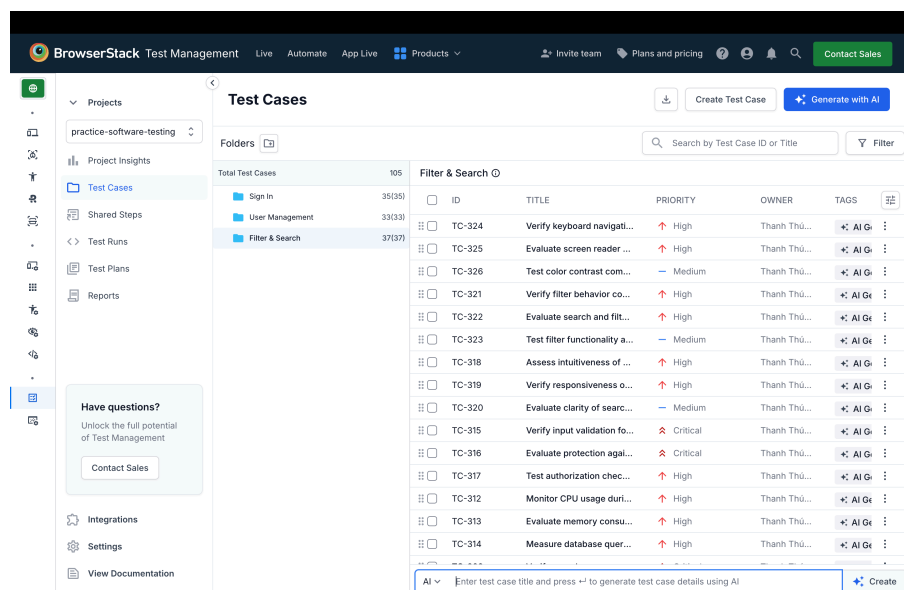 BrowserStack Test Management Live Automate App Live Products Invite team Plans and pricing Contact Sales
Projects
practice-software-testing
Project Insights
Test Cases
Shared Steps
Test Runs
Test Plans
Reports
Have questions?
Unlock the full potential
of Test Management
Contact Sales
Integrations
Settings
View Documentation
Test Cases
Create Test Case
Generate with AI
Folders
Search by Test Case ID or Title
Filter
Total Test Cases 105
Sign In 35(35)
User Management 33(33)
Filter & Search 37(37)
Filter & Search
ID TITLE PRIORITY OWNER TAGS
TC-324 Verify keyboard navigati... High Thanh Thú... AI Ge
TC-325 Evaluate screen reader ... High Thanh Thú... AI Ge
TC-326 Test color contrast com... Medium Thanh Thú... AI Ge
TC-321 Verify filter behavior co... High Thanh Thú... AI Ge
TC-322 Evaluate search and filt... High Thanh Thú... AI Ge
TC-323 Test filter functionality a... Medium Thanh Thú... AI Ge
TC-318 Assess intuitiveness of ... High Thanh Thú... AI Ge
TC-319 Verify responsiveness o... High Thanh Thú... AI Ge
TC-320 Evaluate clarity of searc... Medium Thanh Thú... AI Ge
TC-315 Verify input validation fo... Critical Thanh Thú... AI Ge
TC-316 Evaluate protection agai... Critical Thanh Thú... AI Ge
TC-317 Test authorization chec... High Thanh Thú... AI Ge
TC-312 Monitor CPU usage duri... High Thanh Thú... AI Ge
TC-313 Evaluate memory consu... High Thanh Thú... AI Ge
TC-314 Measure database quer... High Thanh Thú... AI Ge
AI Enter test case title and press ↵ to generate test case details using AI Create